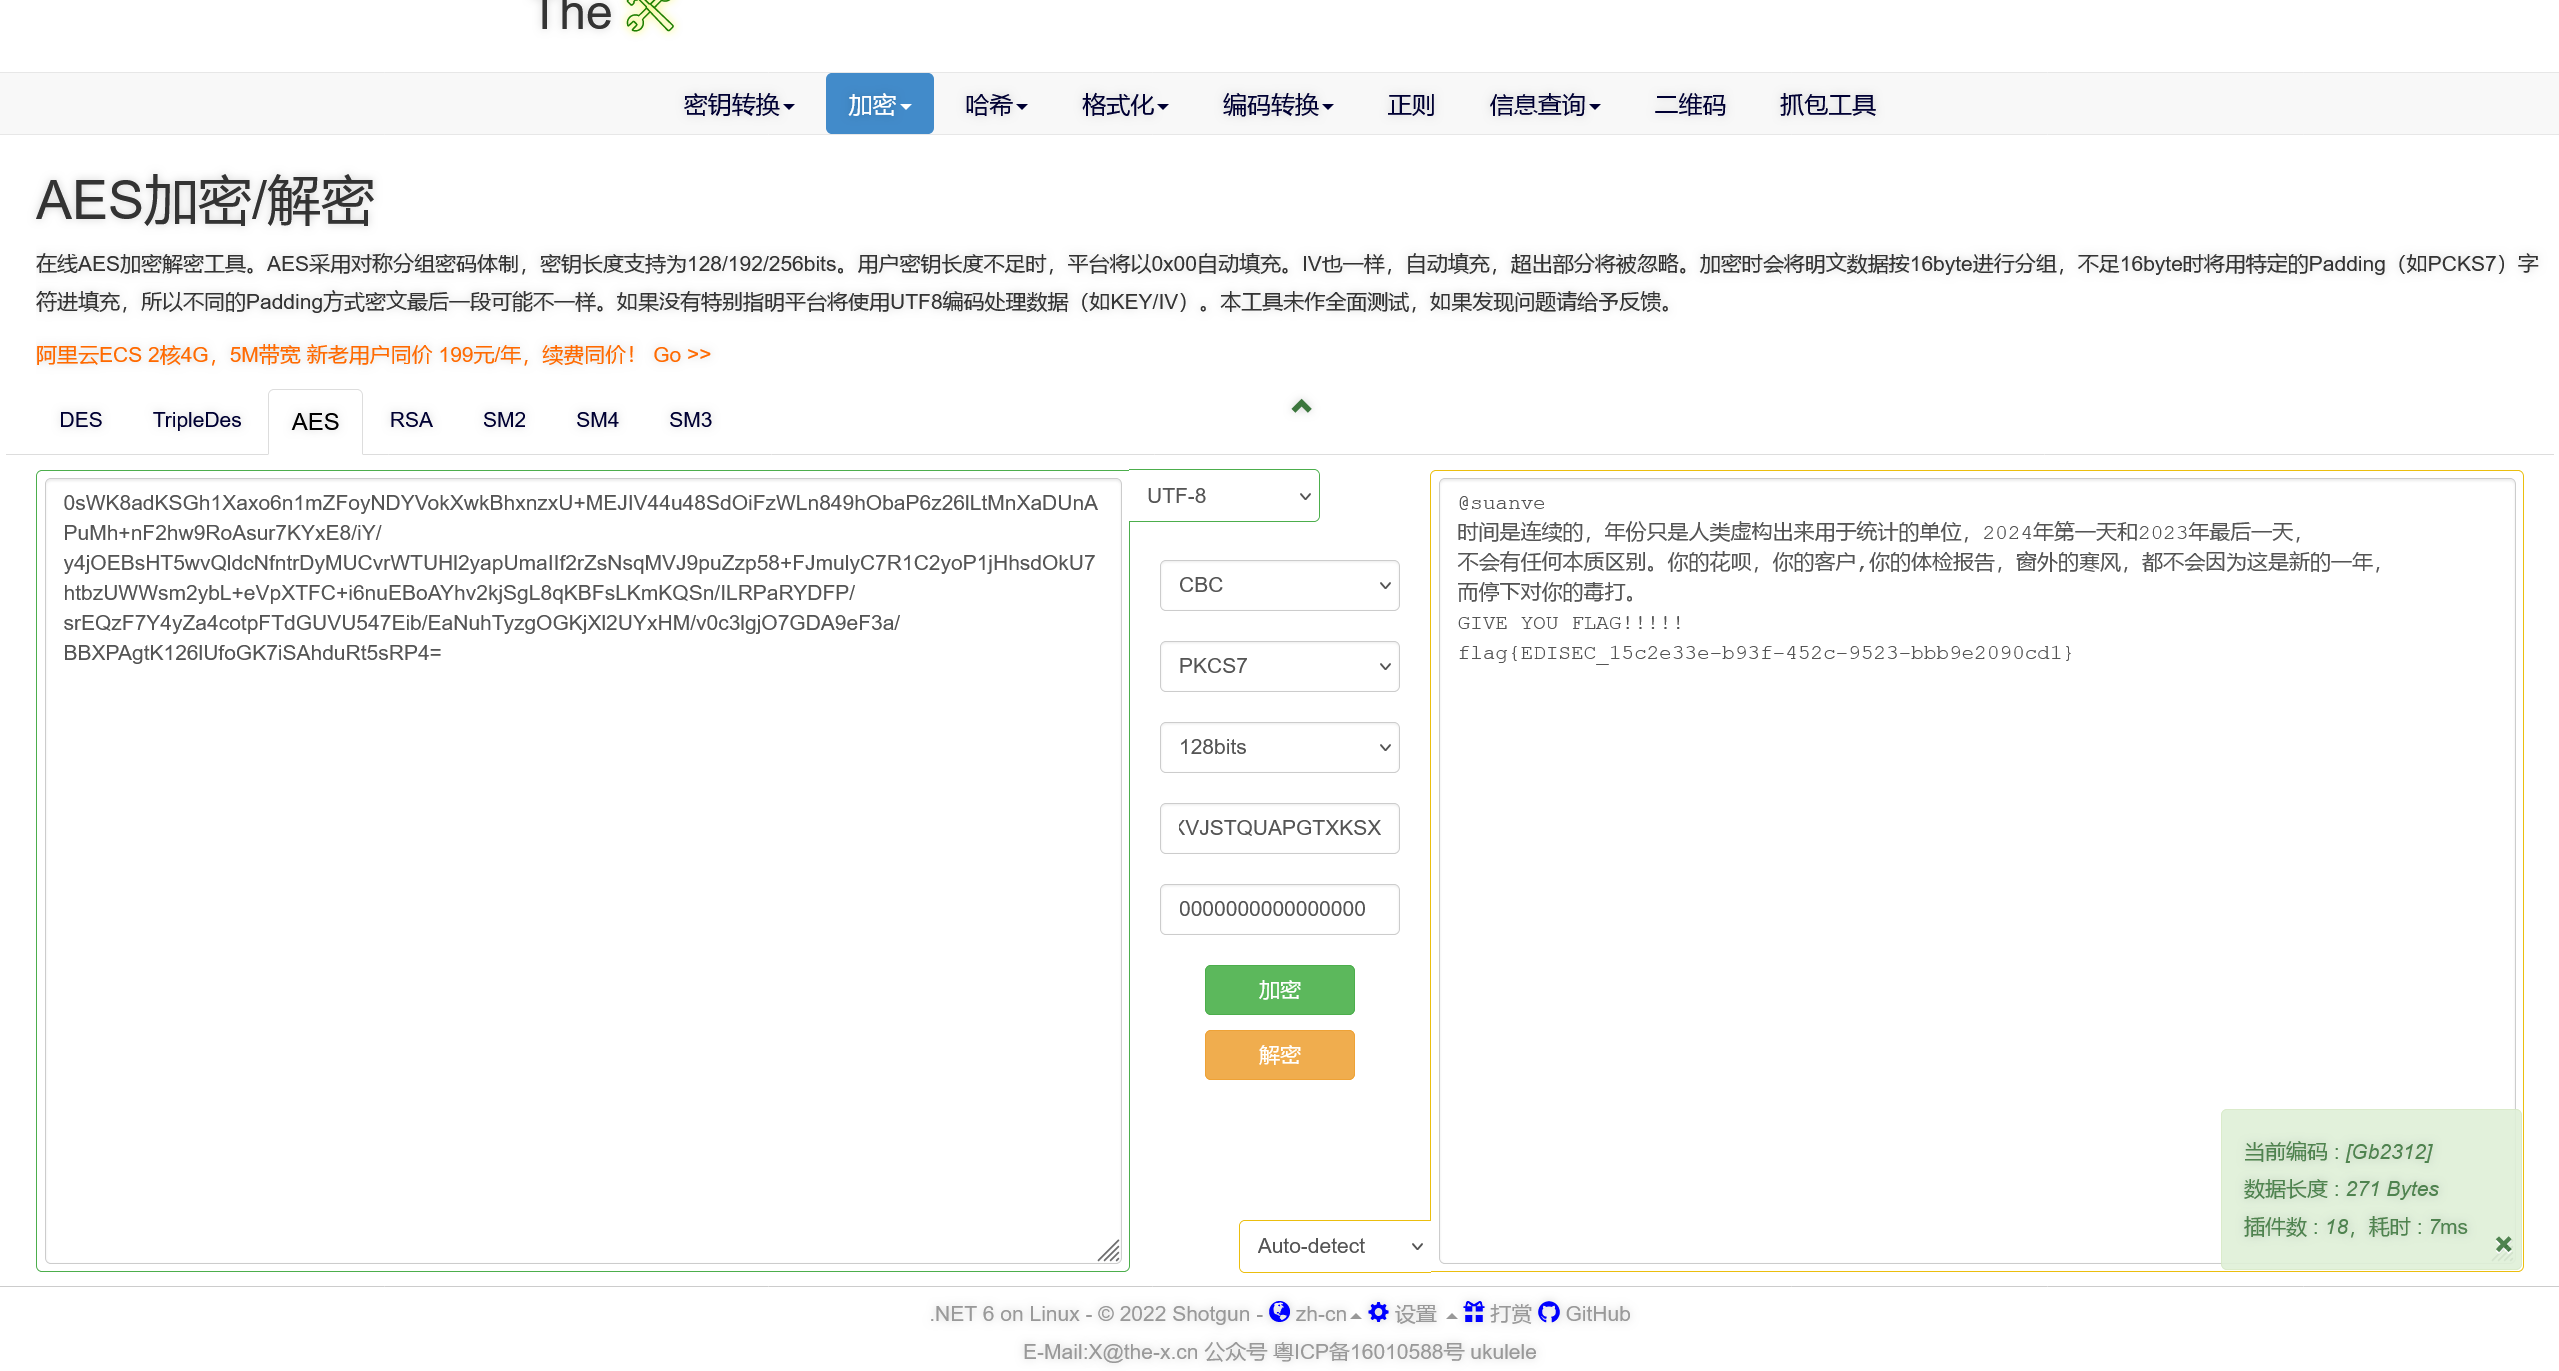 The
密钥转换 加密 哈希 格式化 编码转换 正则 信息查询 二维码 抓包工具
AES加密/解密
在线AES加密解密工具。AES采用对称分组密码体制，密钥长度支持为128/192/256bits。用户密钥长度不足时，平台将以0x00自动填充。IV也一样，自动填充，超出部分将被忽略。加密时会将明文数据按16byte进行分组，不足16byte时将用特定的Padding（如PCKS7）字
符进填充，所以不同的Padding方式密文最后一段可能不一样。如果没有特别指明平台将使用UTF8编码处理数据（如KEY/IV）。本工具未作全面测试，如果发现问题请给予反馈。
阿里云ECS 2核4G，5M带宽 新老用户同价 199元/年，续费同价！ Go >>
DES TripleDes AES RSA SM2 SM4 SM3
0sWK8adKSGh1Xaxo6n1mZFoyNDYVokXwkBhxnzxU+MEJIV44u48SdOiFzWLn849hObaP6z26lLtMnXaDUnA
PuMh+nF2hw9RoAsur7KYxE8/iY/
y4jOEBsHT5wvQldcNfntrDyMUCvrWTUHl2yapUmaIIf2rZsNsqMVJ9puZzp58+FJmulyC7R1C2yoP1jHhsdOkU7
htbzUWWsm2ybL+eVpXTFC+i6nuEBoAYhv2kjSgL8qKBFsLKmKQSn/ILRPaRYDFP/
srEQzF7Y4yZa4cotpFTdGUVU547Eib/EaNuhTyzgOGKjXl2UYxHM/v0c3lgjO7GDA9eF3a/
BBXPAgtK126IUfoGK7iSAhduRt5sRP4=
UTF-8
CBC
PKCS7
128bits
VJSTQUAPGTXKSX
0000000000000000
加密
解密
Auto-detect
@suanve
时间是连续的，年份只是人类虚构出来用于统计的单位，2024年第一天和2023年最后一天，
不会有任何本质区别。你的花呗，你的客户,你的体检报告，窗外的寒风，都不会因为这是新的一年，
而停下对你的毒打。
GIVE YOU FLAG!!!!!
flag{EDISEC_15c2e33e-b93f-452c-9523-bbb9e2090cd1}
当前编码 : [Gb2312]
数据长度 : 271 Bytes
插件数 : 18，耗时 : 7ms
.NET 6 on Linux - © 2022 Shotgun - zh-cn 设置 打赏 GitHub
E-Mail:X@the-x.cn 公众号 粤ICP备16010588号 ukulele